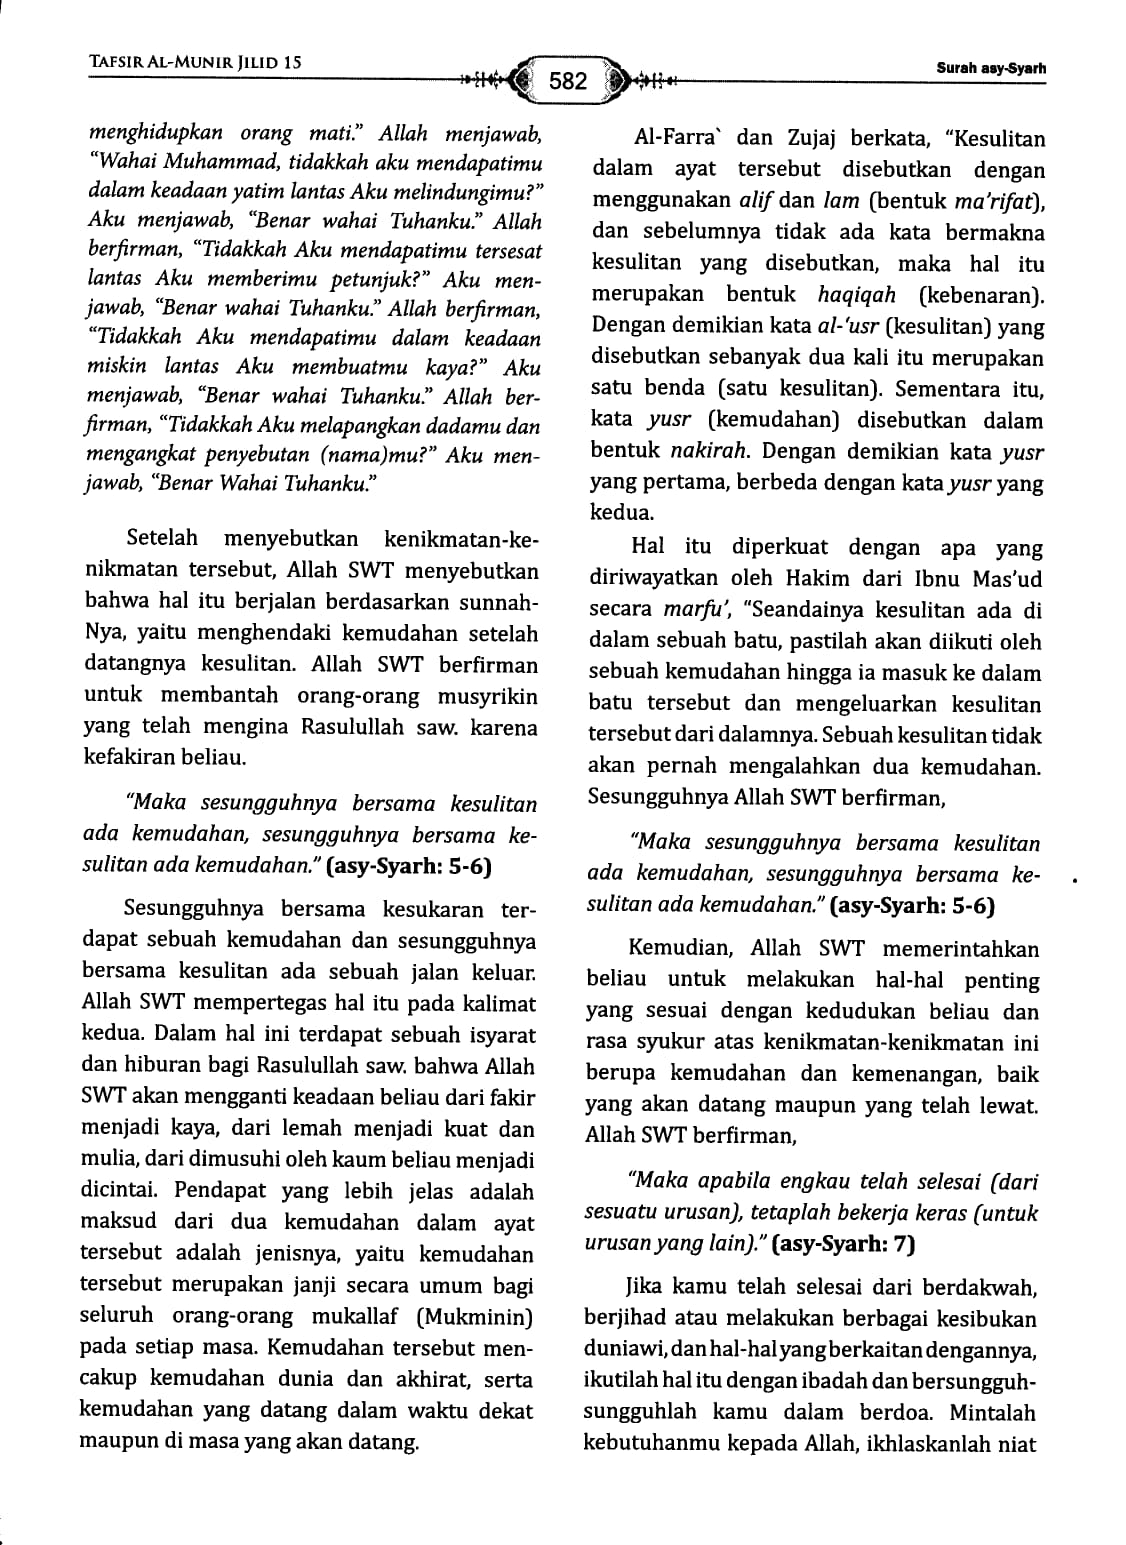 TAFSIR AL-MUNIR JILID 15
582
Surah asy-Syarh
menghidupkan orang mati.” Allah menjawab,
“Wahai Muhammad, tidakkah aku mendapatimu
dalam keadaan yatim lantas Aku melindungimu?”
Aku menjawab, “Benar wahai Tuhanku.” Allah
berfirman, “Tidakkah Aku mendapatimu tersesat
lantas Aku memberimu petunjuk?” Aku men-
jawab, “Benar wahai Tuhanku.” Allah berfirman,
“Tidakkah Aku mendapatimu dalam keadaan
miskin lantas Aku membuatmu kaya?” Aku
menjawab, “Benar wahai Tuhanku.” Allah ber-
firman, “Tidakkah Aku melapangkan dadamu dan
mengangkat penyebutan (nama)mu?” Aku men-
jawab, “Benar Wahai Tuhanku.”
Setelah menyebutkan kenikmatan-ke-
nikmatan tersebut, Allah SWT menyebutkan
bahwa hal itu berjalan berdasarkan sunnah-
Nya, yaitu menghendaki kemudahan setelah
datangnya kesulitan. Allah SWT berfirman
untuk membantah orang-orang musyrikin
yang telah mengina Rasulullah saw. karena
kefakiran beliau.
“Maka sesungguhnya bersama kesulitan
ada kemudahan, sesungguhnya bersama ke-
sulitan ada kemudahan.” (asy-Syarh: 5-6)
Sesungguhnya bersama kesukaran ter-
dapat sebuah kemudahan dan sesungguhnya
bersama kesulitan ada sebuah jalan keluar.
Allah SWT mempertegas hal itu pada kalimat
kedua. Dalam hal ini terdapat sebuah isyarat
dan hiburan bagi Rasulullah saw. bahwa Allah
SWT akan mengganti keadaan beliau dari fakir
menjadi kaya, dari lemah menjadi kuat dan
mulia, dari dimusuhi oleh kaum beliau menjadi
dicintai. Pendapat yang lebih jelas adalah
maksud dari dua kemudahan dalam ayat
tersebut adalah jenisnya, yaitu kemudahan
tersebut merupakan janji secara umum bagi
seluruh orang-orang mukallaf (Mukminin)
pada setiap masa. Kemudahan tersebut men-
cakup kemudahan dunia dan akhirat, serta
kemudahan yang datang dalam waktu dekat
maupun di masa yang akan datang.
Al-Farra` dan Zujaj berkata, “Kesulitan
dalam ayat tersebut disebutkan dengan
menggunakan alif dan lam (bentuk ma’rifat),
dan sebelumnya tidak ada kata bermakna
kesulitan yang disebutkan, maka hal itu
merupakan bentuk haqiqah (kebenaran).
Dengan demikian kata al-‘usr (kesulitan) yang
disebutkan sebanyak dua kali itu merupakan
satu benda (satu kesulitan). Sementara itu,
kata yusr (kemudahan) disebutkan dalam
bentuk nakirah. Dengan demikian kata yusr
yang pertama, berbeda dengan kata yusr yang
kedua.
Hal itu diperkuat dengan apa yang
diriwayatkan oleh Hakim dari Ibnu Mas’ud
secara marfu’, “Seandainya kesulitan ada di
dalam sebuah batu, pastilah akan diikuti oleh
sebuah kemudahan hingga ia masuk ke dalam
batu tersebut dan mengeluarkan kesulitan
tersebut dari dalamnya. Sebuah kesulitan tidak
akan pernah mengalahkan dua kemudahan.
Sesungguhnya Allah SWT berfirman,
“Maka sesungguhnya bersama kesulitan
ada kemudahan, sesungguhnya bersama ke-
sulitan ada kemudahan.” (asy-Syarh: 5-6)
Kemudian, Allah SWT memerintahkan
beliau untuk melakukan hal-hal penting
yang sesuai dengan kedudukan beliau dan
rasa syukur atas kenikmatan-kenikmatan ini
berupa kemudahan dan kemenangan, baik
yang akan datang maupun yang telah lewat.
Allah SWT berfirman,
“Maka apabila engkau telah selesai (dari
sesuatu urusan), tetaplah bekerja keras (untuk
urusan yang lain).” (asy-Syarh: 7)
Jika kamu telah selesai dari berdakwah,
berjihad atau melakukan berbagai kesibukan
duniawi, dan hal-hal yang berkaitan dengannya,
ikutilah hal itu dengan ibadah dan bersungguh-
sungguhlah kamu dalam berdoa. Mintalah
kebutuhanmu kepada Allah, ikhlaskanlah niat